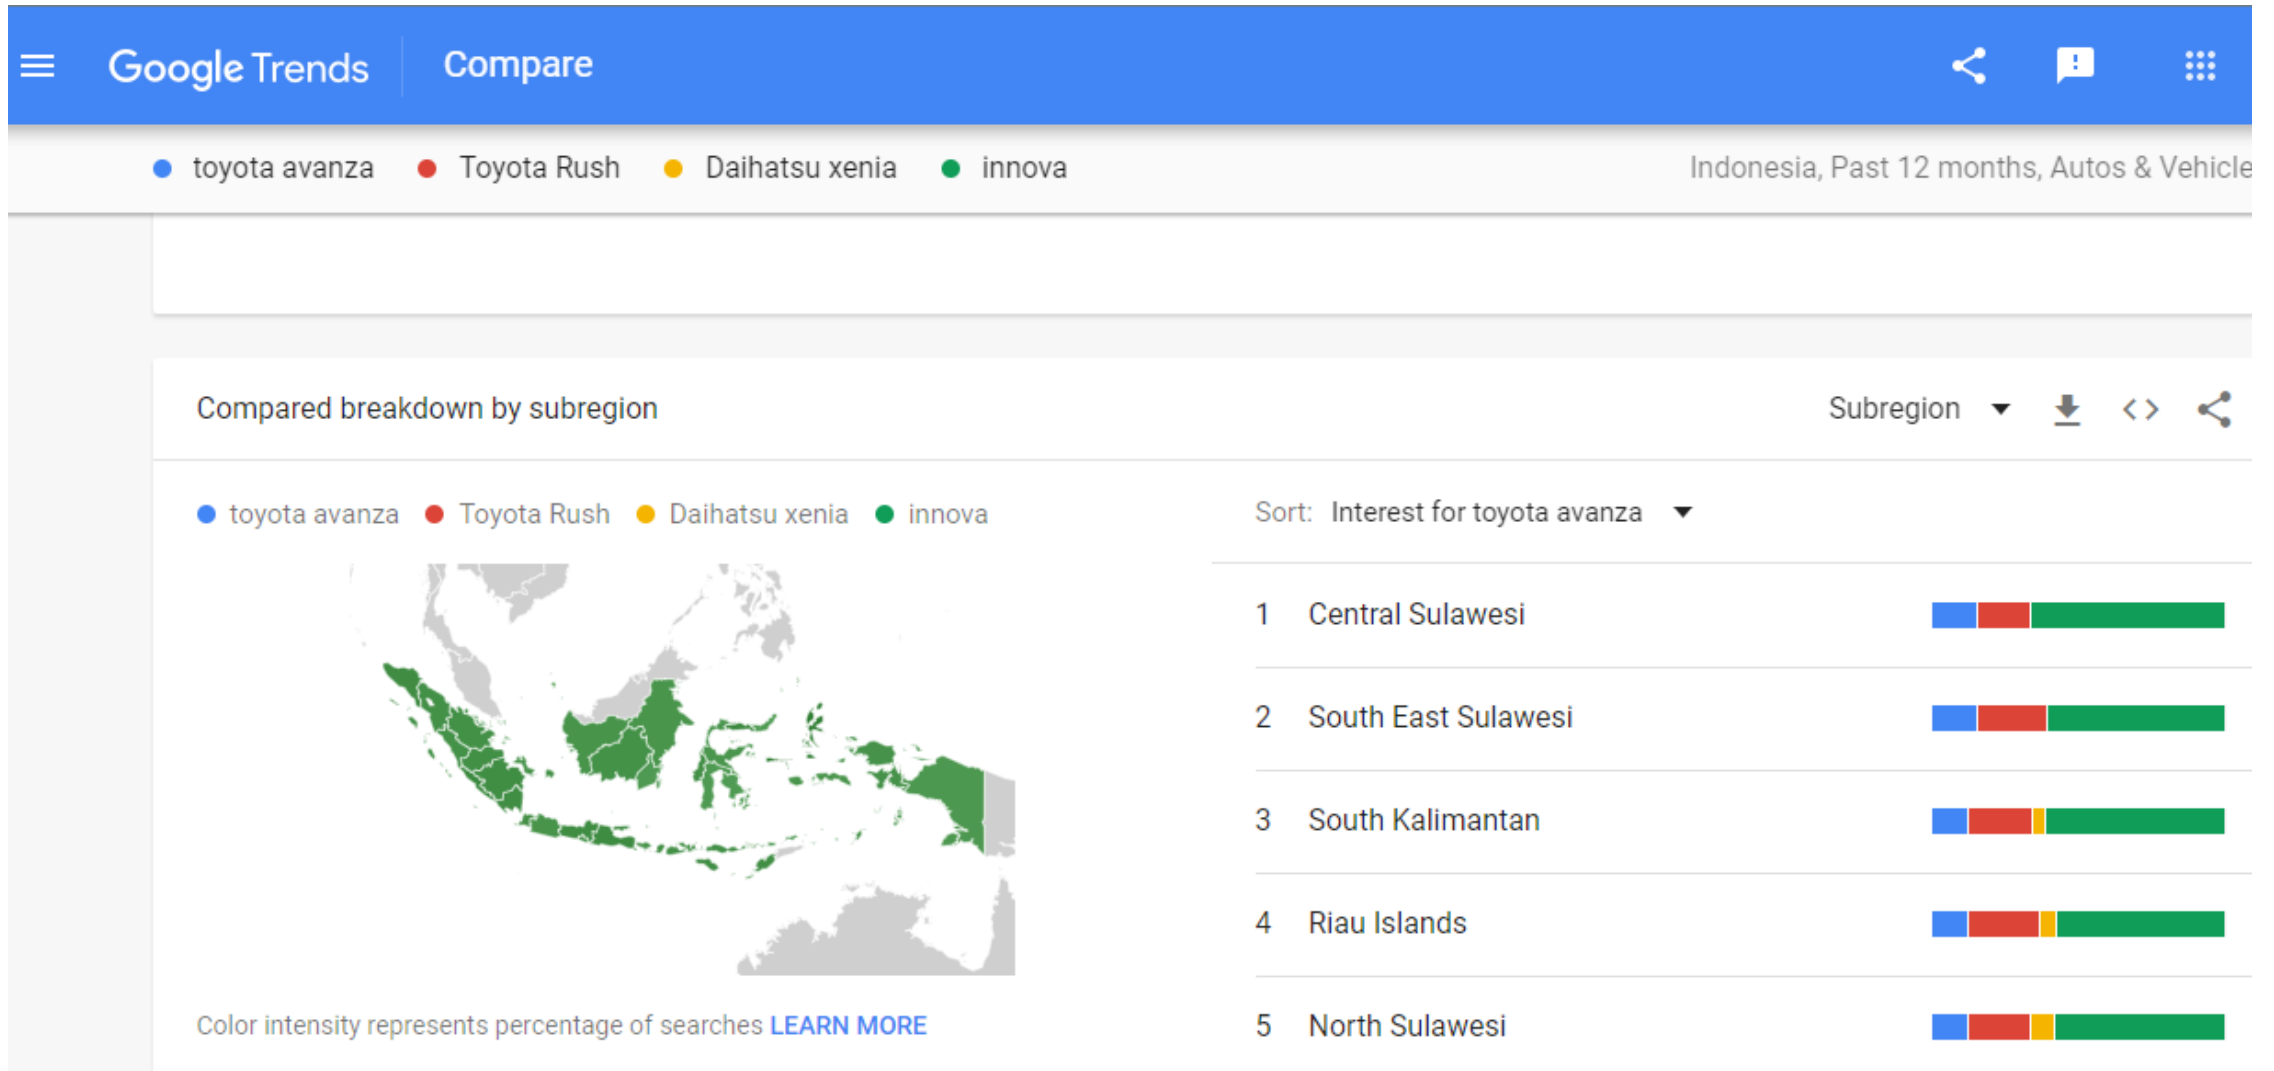 Google Trends Compare
toyota avanza Toyota Rush Daihatsu xenia innova Indonesia, Past 12 months, Autos & Vehicle
Compared breakdown by subregion Subregion
toyota avanza Toyota Rush Daihatsu xenia innova
Sort: Interest for toyota avanza
1 Central Sulawesi
2 South East Sulawesi
3 South Kalimantan
4 Riau Islands
5 North Sulawesi
Color intensity represents percentage of searches LEARN MORE